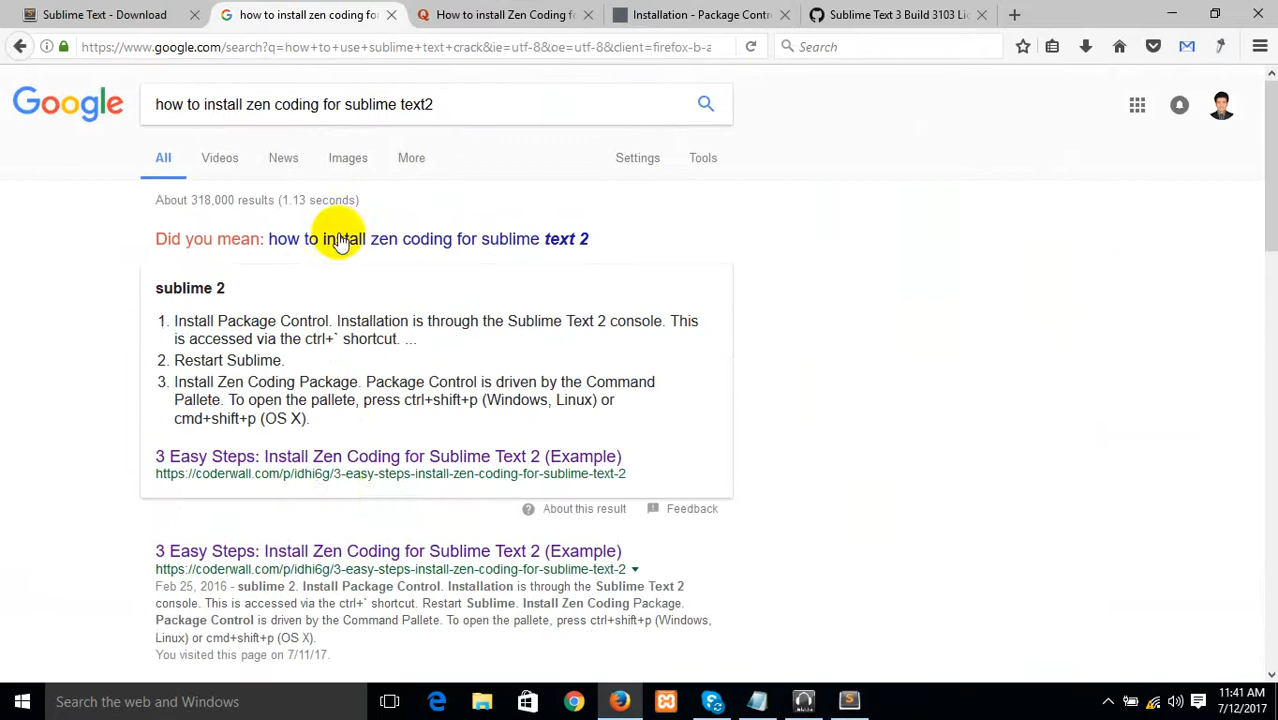 Sublime Text - Download
how to install zen coding fo
How to install Zen Coding f
Installation - Package Contr
Sublime Text 3 Build 3103 Lic
https://www.google.com/search?q=how+to+use+sublime+text+crack&ie=utf-8&oe=utf-8&client=firefox-b-a
Search
Google
how to install zen coding for sublime text2
All
Videos
News
Images
More
Settings
Tools
About 318,000 results (1.13 seconds)
Did you mean: how to install zen coding for sublime text 2
sublime 2
1. Install Package Control. Installation is through the Sublime Text 2 console. This
is accessed via the ctrl+` shortcut. ...
2. Restart Sublime.
3. Install Zen Coding Package. Package Control is driven by the Command
Pallete. To open the pallete, press ctrl+shift+p (Windows, Linux) or
cmd+shift+p (OS X).
3 Easy Steps: Install Zen Coding for Sublime Text 2 (Example)
https://coderwall.com/p/idhi6g/3-easy-steps-install-zen-coding-for-sublime-text-2
About this result
Feedback
3 Easy Steps: Install Zen Coding for Sublime Text 2 (Example)
https://coderwall.com/p/idhi6g/3-easy-steps-install-zen-coding-for-sublime-text-2
Feb 25, 2016 - sublime 2. Install Package Control. Installation is through the Sublime Text 2
console. This is accessed via the ctrl+` shortcut. Restart Sublime. Install Zen Coding Package.
Package Control is driven by the Command Pallete. To open the pallete, press ctrl+shift+p (Windows,
Linux) or cmd+shift+p (OS X).
You visited this page on 7/11/17.
Search the web and Windows
11:41 AM
7/12/2017